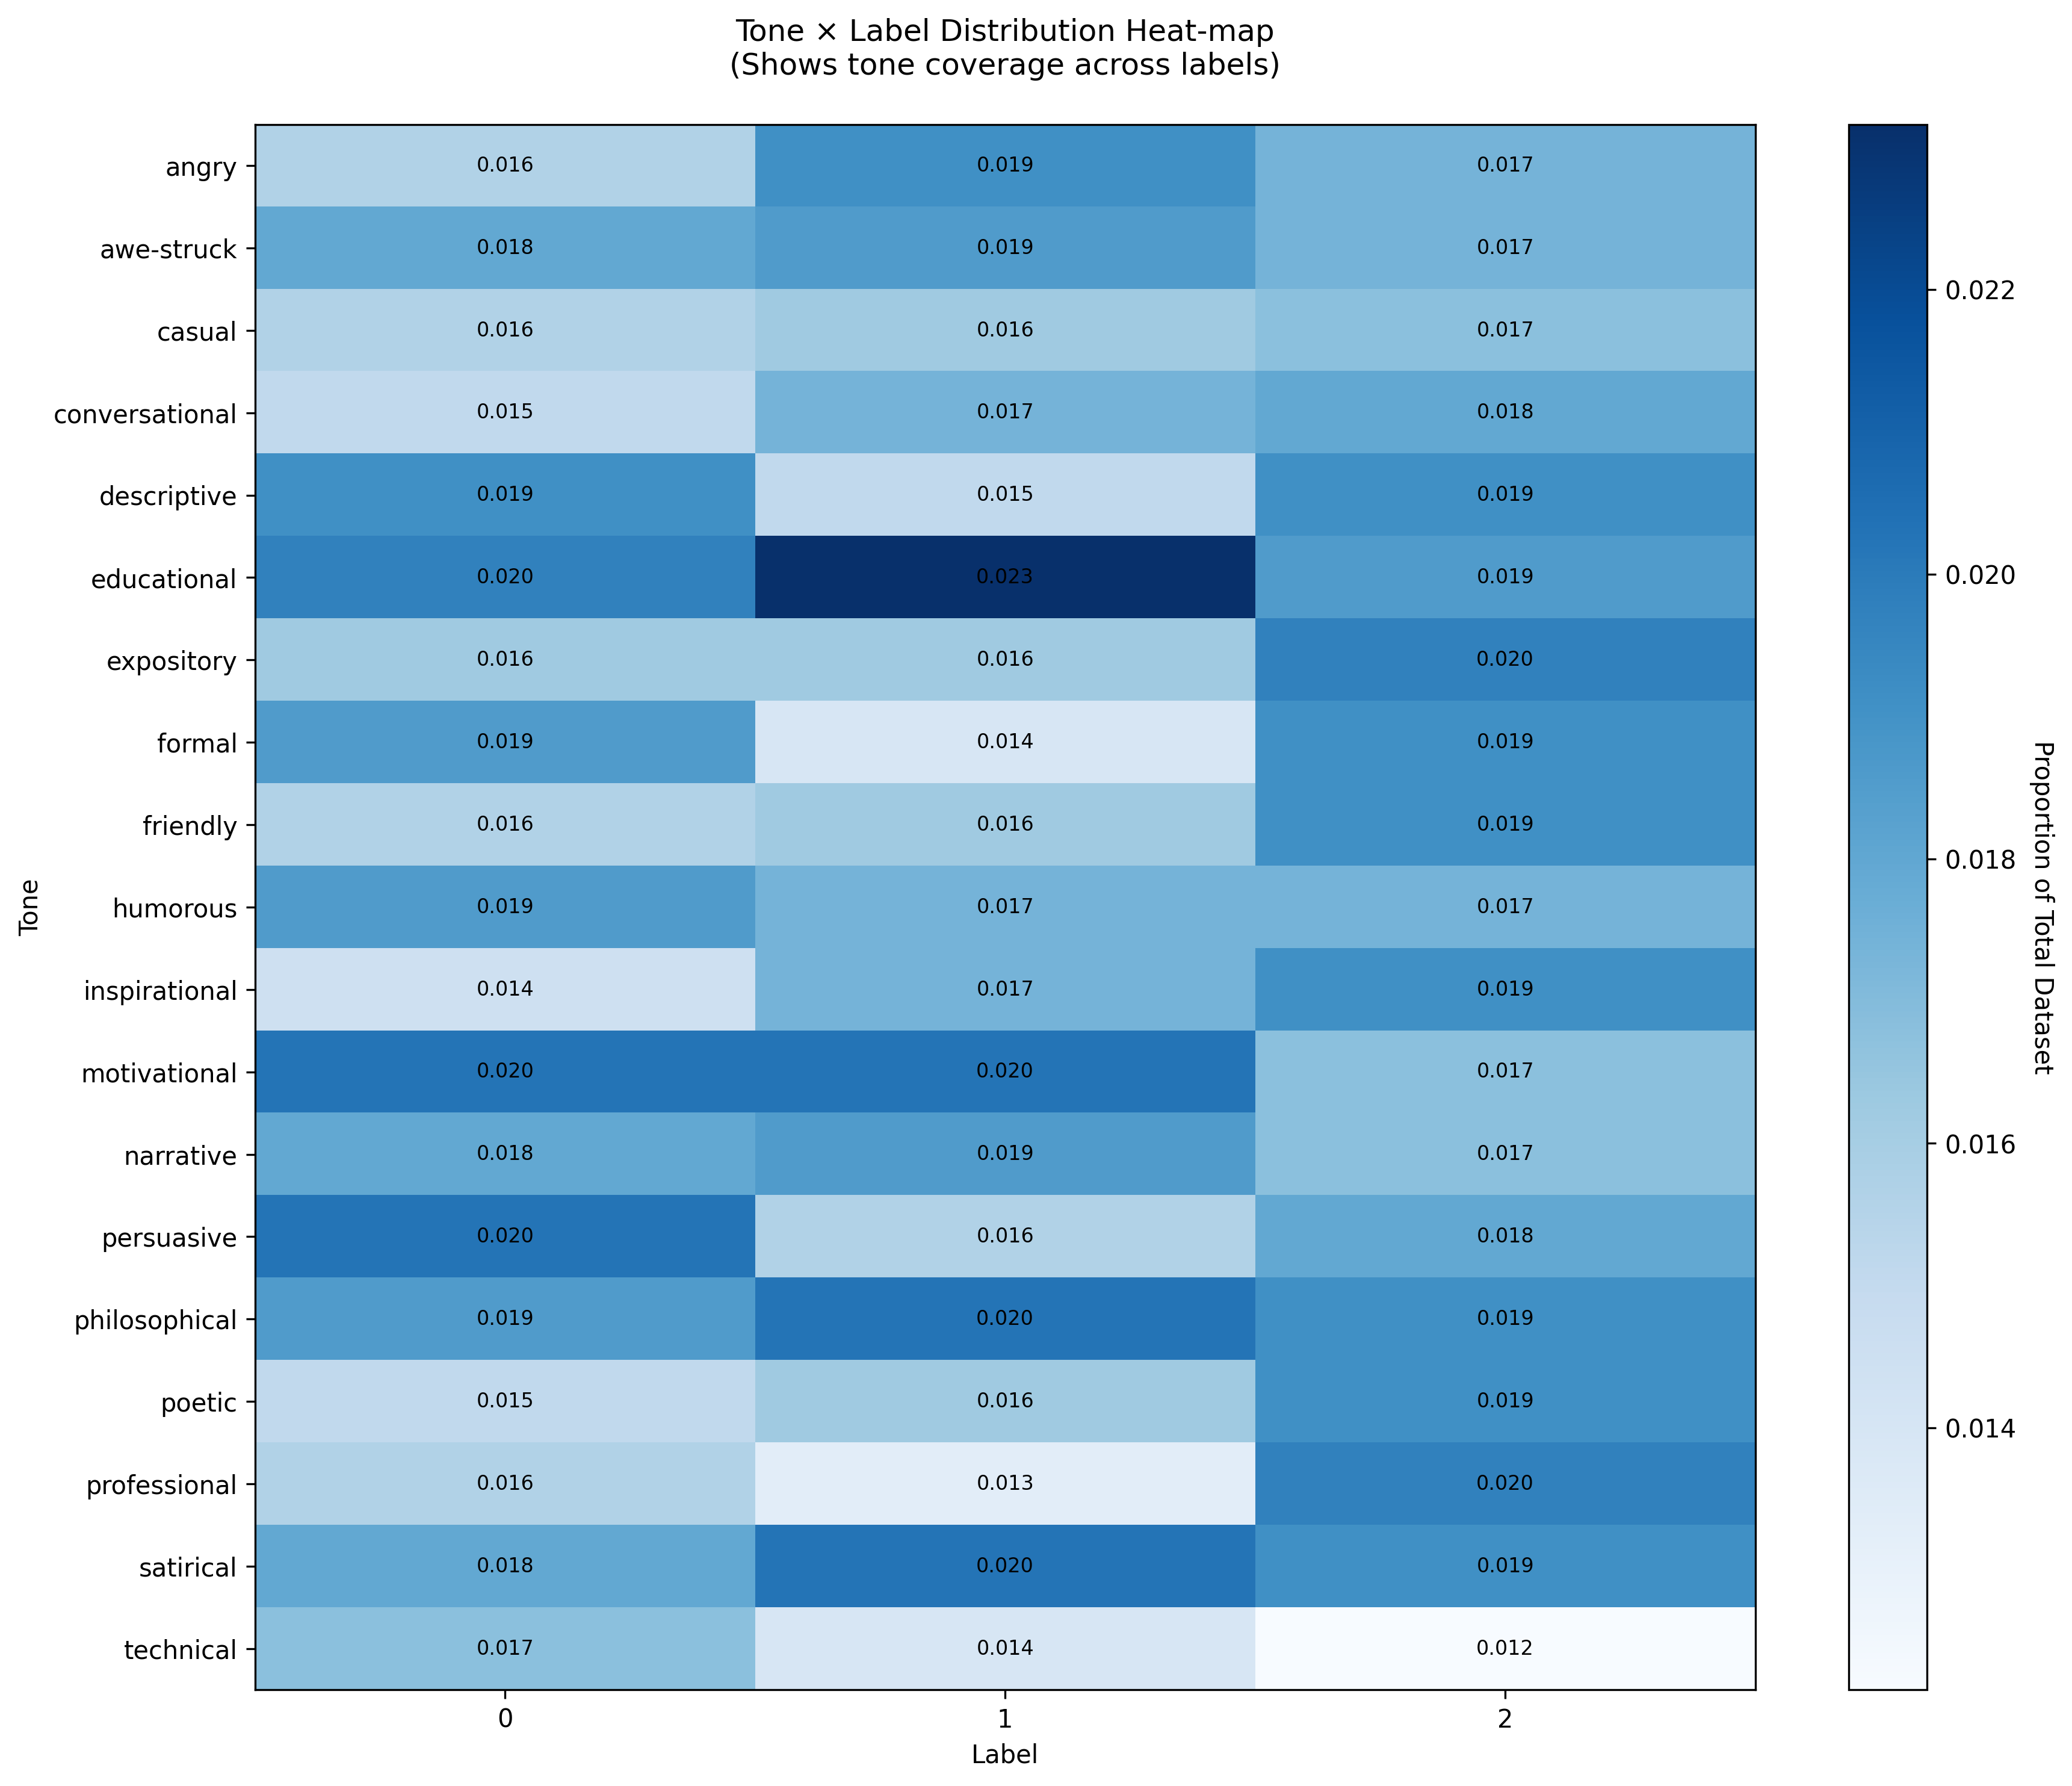 Tone × Label Distribution Heat-map
(Shows tone coverage across labels)
angry 0.016 0.019 0.017
awe-struck 0.018 0.019 0.017
0.022
casual 0.016 0.016 0.017
conversational 0.015 0.017 0.018
descriptive 0.019 0.015 0.019
educational 0.020 0.023 0.019
0.020
expository 0.016 0.016 0.020
formal 0.019 0.014 0.019
friendly 0.016 0.016 0.019
0.018
humorous 0.019 0.017 0.017
inspirational 0.014 0.017 0.019
motivational 0.020 0.020 0.017
0.016
narrative 0.018 0.019 0.017
persuasive 0.020 0.016 0.018
philosophical 0.019 0.020 0.019
poetic 0.015 0.016 0.019
0.014
professional 0.016 0.013 0.020
satirical 0.018 0.020 0.019
technical 0.017 0.014 0.012
0 1 2
Label
Tone
Proportion of Total Dataset